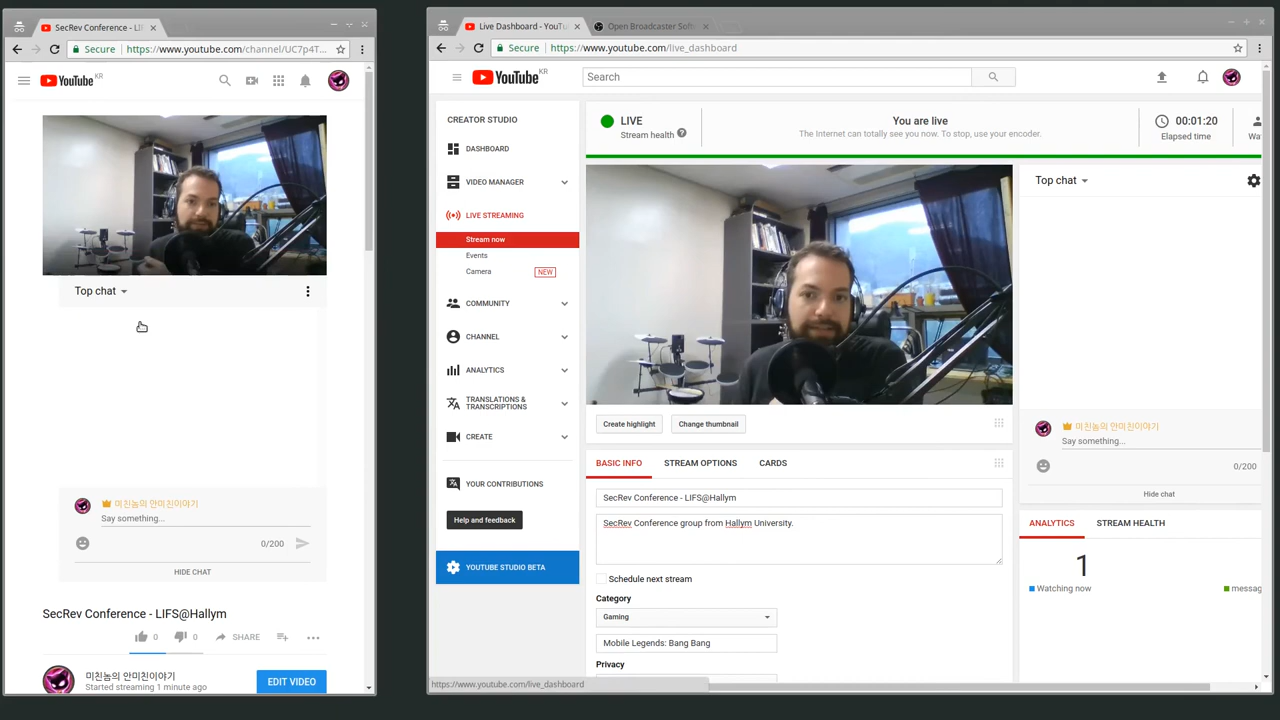 SecRev Conference - LI
Secure
https://www.youtube.com/channel/UC7p4T...
YouTube KR
Top chat
미친놈의 안미친이야기
Say something...
0/200
HIDE CHAT
SecRev Conference - LIFS@Hallym
0
0
SHARE
미친놈의 안미친이야기
Started streaming 1 minute ago
EDIT VIDEO
Live Dashboard - YouTu
Open Broadcaster Softw
Secure
https://www.youtube.com/live_dashboard
YouTube KR
Search
CREATOR STUDIO
DASHBOARD
VIDEO MANAGER
LIVE STREAMING
Stream now
Events
Camera
NEW
COMMUNITY
CHANNEL
ANALYTICS
TRANSLATIONS &
TRANSCRIPTIONS
CREATE
YOUR CONTRIBUTIONS
Help and feedback
YOUTUBE STUDIO BETA
LIVE
Stream health
You are live
The Internet can totally see you now. To stop, use your encoder.
00:01:20
Elapsed time
Wa
Create highlight
Change thumbnail
BASIC INFO
STREAM OPTIONS
CARDS
SecRev Conference - LIFS@Hallym
SecRev Conference group from Hallym University.
Schedule next stream
Category
Gaming
Mobile Legends: Bang Bang
Privacy
Top chat
미친놈의 안미친이야기
Say something...
0/200
Hide chat
ANALYTICS
STREAM HEALTH
1
Watching now
messag
https://www.youtube.com/live_dashboard